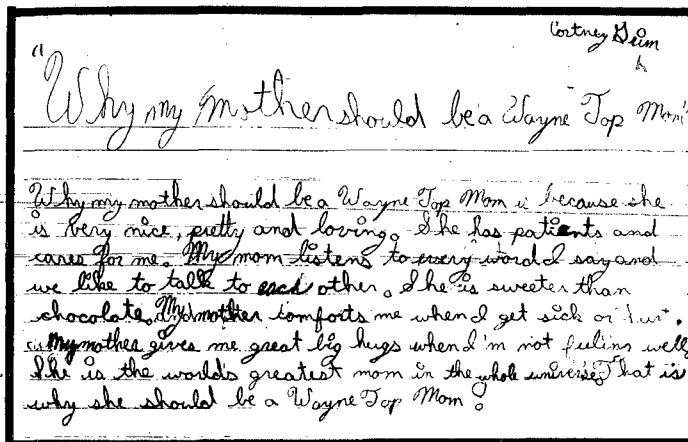 Cortney
"Why my mother should be a Wayne Top Mom"
Why my mother should be a Wayne Top Mom is because she
is very nice, pretty and loving. She has patients and
cares for me. My mom listens to every word I say and
we like to talk to each other. She is sweeter than
chocolate. My mother comforts me when I get sick or hurt.
My mother gives me great big hugs when I'm not feeling well.
She is the world's greatest mom in the whole universe. That is
why she should be a Wayne Top Mom!